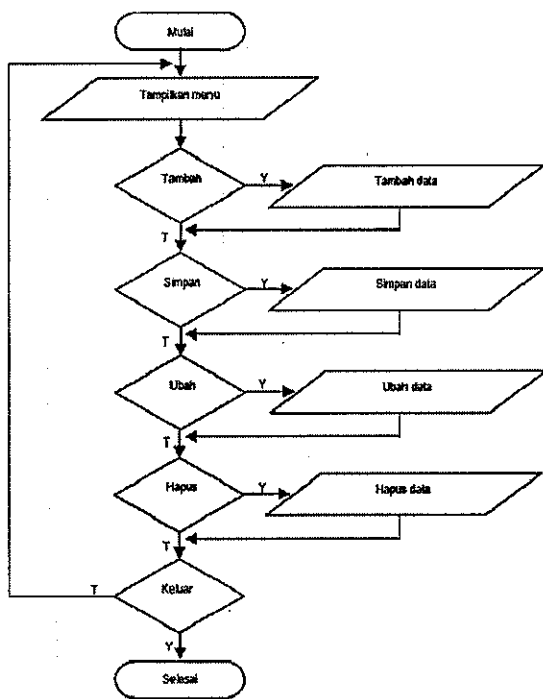 Mulai
Tampilkan menu
Tambah
Y
Tambah data
T
Simpan
Y
Simpan data
T
Ubah
Y
Ubah data
T
Hapus
Y
Hapus data
T
Keluar
T
Y
Selesai